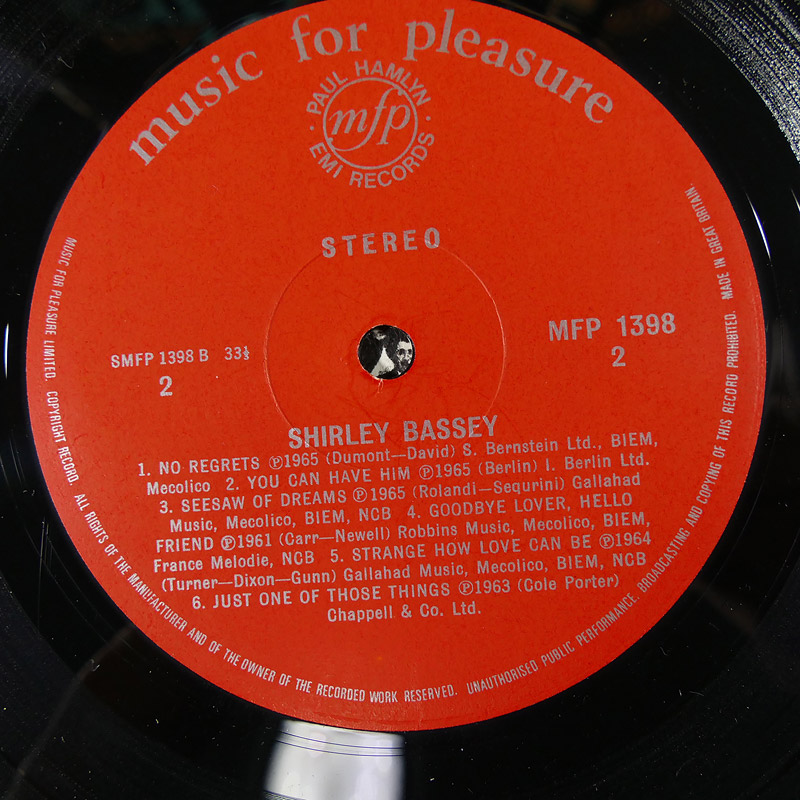 music for pleasure
· PAUL HAMLYN ·
mfp
EMI RECORDS
STEREO
SMFP 1398 B 33⅓
2
MFP 1398
2
SHIRLEY BASSEY
1. NO REGRETS ℗1965 (Dumont—David) S. Bernstein Ltd., BIEM,
Mecolico 2. YOU CAN HAVE HiM ℗1965 (Berlin) I. Berlin Ltd.
3. SEESAW OF DREAMS ℗1965 (Rolandi—Sequrini) Gallahad
Music, Mecolico, BIEM, NCB 4. GOODBYE LOVER, HELLO
FRIEND ℗1961 (Carr—Newell) Robbins Music, Mecolico, BIEM,
France Melodie, NCB 5. STRANGE HOW LOVE CAN BE ℗1964
(Turner—Dixon—Gunn) Gallahad Music, Mecolico, BIEM, NCB
6. JUST ONE OF THOSE THINGS ℗1963 (Cole Porter)
Chappell & Co. Ltd.
MUSIC FOR PLEASURE LIMITED. COPYRIGHT RECORD. ALL RIGHTS OF THE MANUFACTURER AND OF THE OWNER OF THE RECORDED WORK RESERVED. UNAUTHORISED PUBLIC PERFORMANCE, BROADCASTING AND COPYING OF THIS RECORD PROHIBITED. MADE IN GREAT BRITAIN.